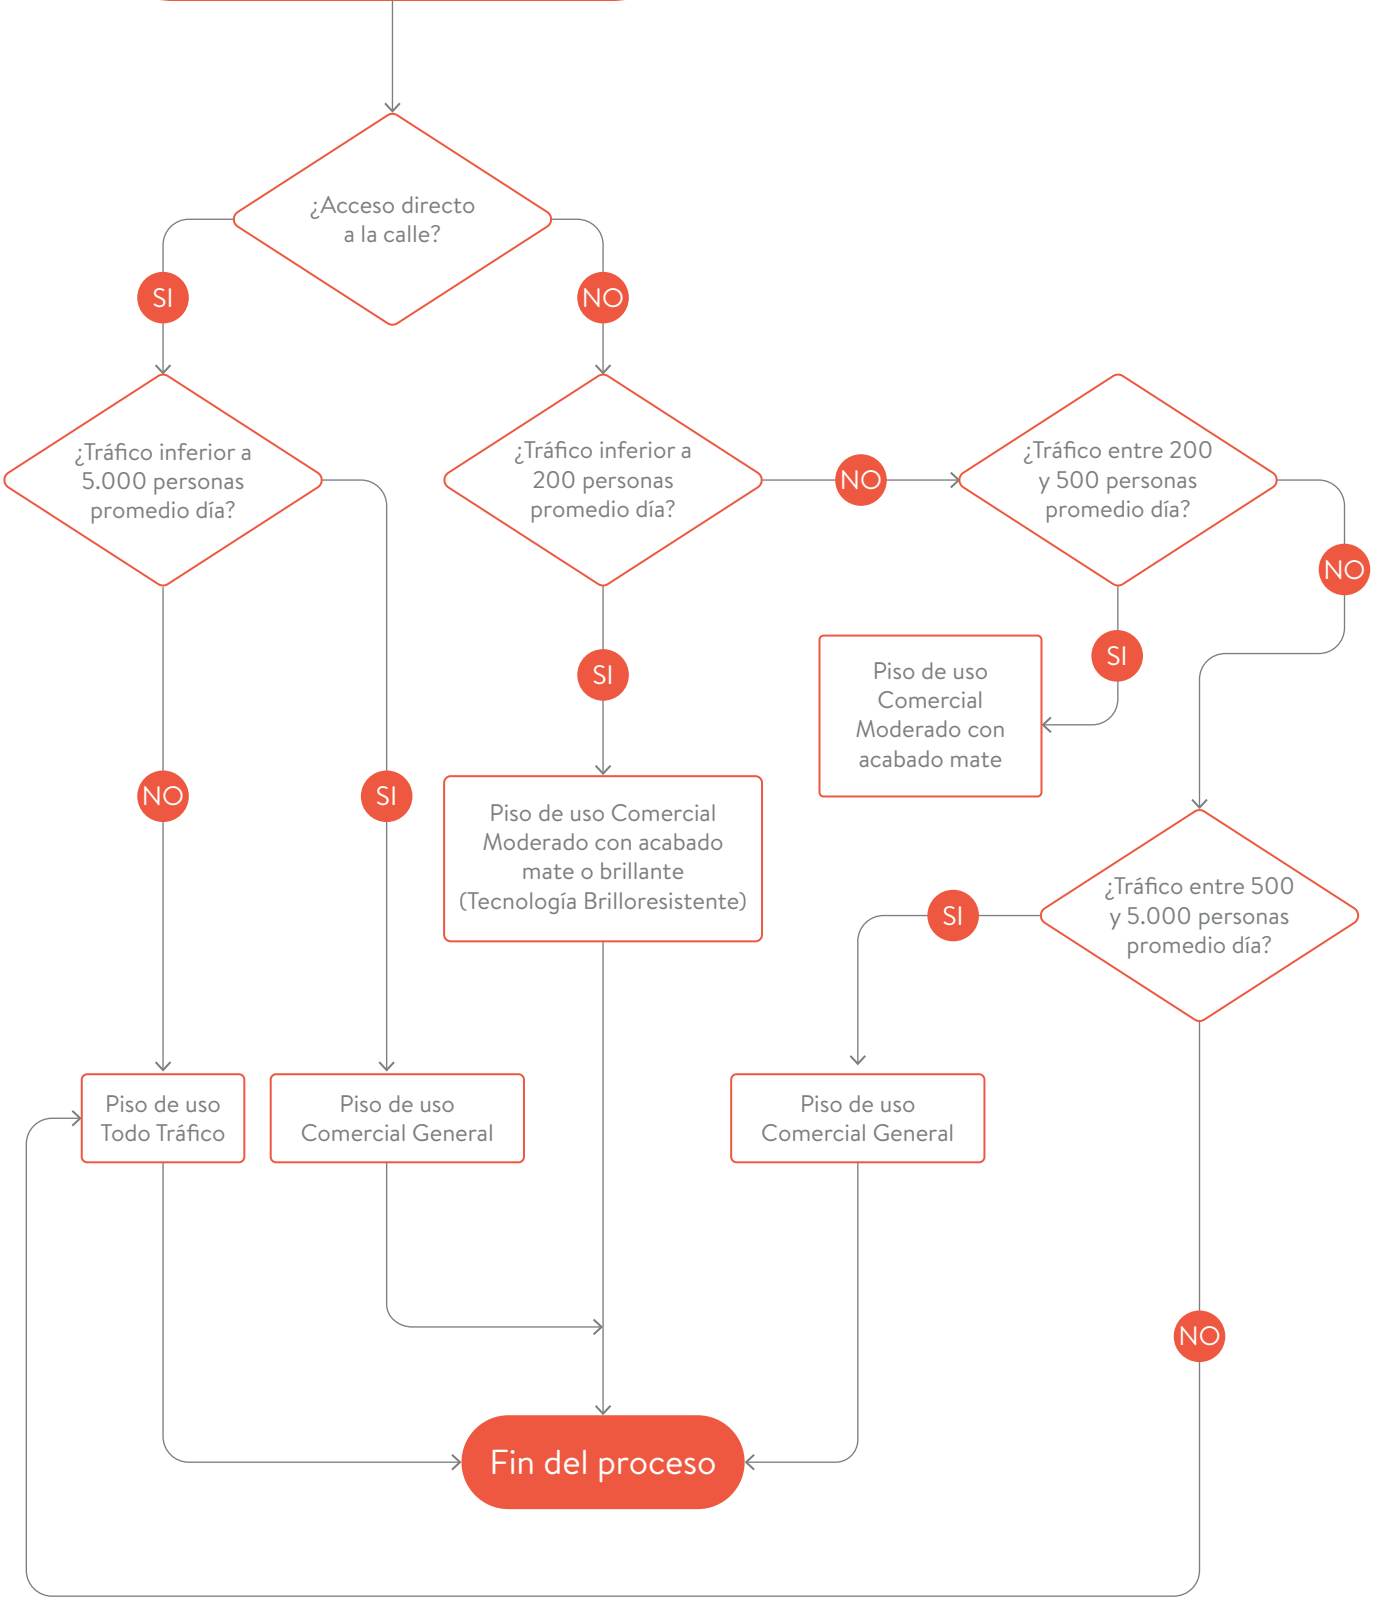 ¿Acceso directo
a la calle?
SI
NO
¿Tráfico inferior a
5.000 personas
promedio día?
¿Tráfico inferior a
200 personas
promedio día?
NO
¿Tráfico entre 200
y 500 personas
promedio día?
NO
SI
SI
Piso de uso
Comercial
Moderado con
acabado mate
NO
SI
Piso de uso Comercial
Moderado con acabado
mate o brillante
(Tecnología Brilloresistente)
SI
¿Tráfico entre 500
y 5.000 personas
promedio día?
Piso de uso
Todo Tráfico
Piso de uso
Comercial General
Piso de uso
Comercial General
NO
Fin del proceso